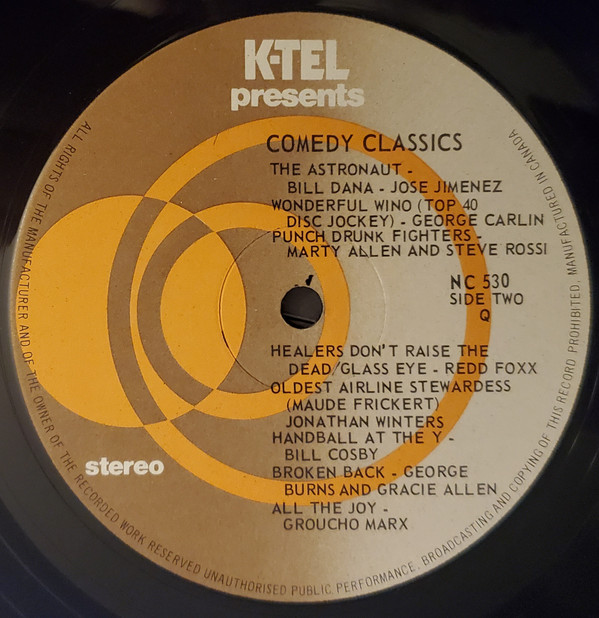 K-TEL
presents
COMEDY CLASSICS
THE ASTRONAUT -
BILL DANA - JOSE JIMENEZ
WONDERFUL WINO (TOP 40
DISC JOCKEY) - GEORGE CARLIN
PUNCH DRUNK FIGHTERS -
MARTY ALLEN AND STEVE ROSSI
NC 530
SIDE TWO
Q
HEALERS DON'T RAISE THE
DEAD/GLASS EYE - REDD FOXX
OLDEST AIRLINE STEWARDESS
(MAUDE FRICKERT)
JONATHAN WINTERS
HANDBALL AT THE Y -
BILL COSBY
BROKEN BACK - GEORGE
BURNS AND GRACIE ALLEN
ALL THE JOY -
GROUCHO MARX
stereo
ALL RIGHTS OF THE MANUFACTURER AND OF THE OWNER OF THE RECORDED WORK RESERVED UNAUTHORISED PUBLIC PERFORMANCE, BROADCASTING AND COPYING OF THIS RECORD PROHIBITED. MANUFACTURED IN CANADA